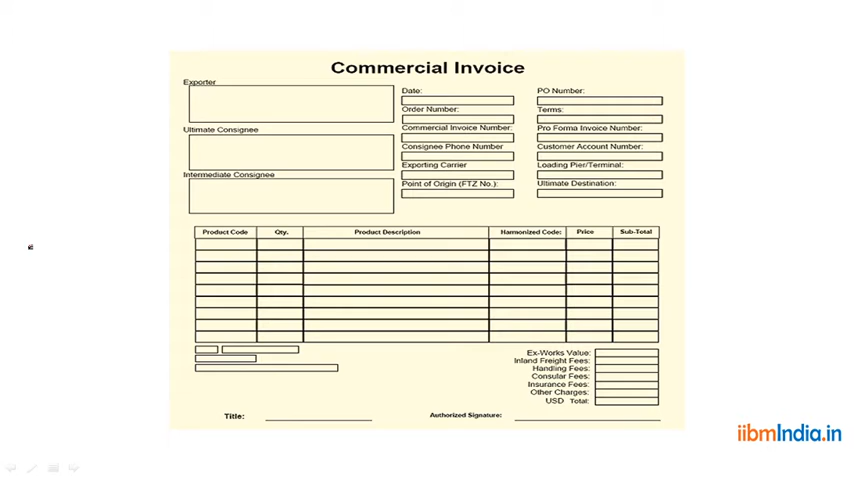 Commercial Invoice
Exporter
Date:
PO Number:
Order Number:
Terms:
Ultimate Consignee
Commercial Invoice Number:
Pro Forma Invoice Number:
Consignee Phone Number
Customer Account Number:
Exporting Carrier
Loading Pier/Terminal:
Intermediate Consignee
Point of Origin (FTZ No.):
Ultimate Destination:
Product Code Qty. Product Description Harmonized Code: Price Sub-Total
Ex-Works Value:
Inland Freight Fees:
Handling Fees:
Consular Fees:
Insurance Fees:
Other Charges:
USD Total:
Title:
Authorized Signature:
iibmIndia.in